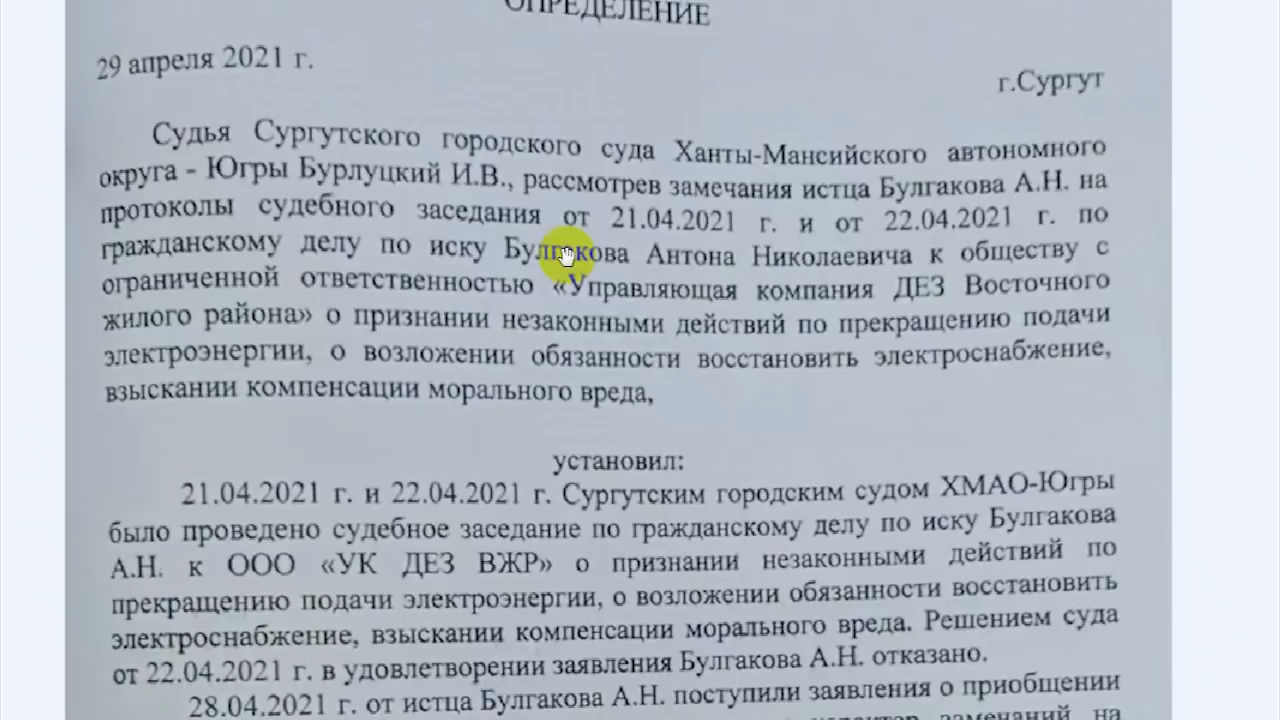 ОПРЕДЕЛЕНИЕ
29 апреля 2021 г.
г.Сургут
Судья Сургутского городского суда Ханты-Мансийского автономного
округа - Югры Бурлуцкий И.В., рассмотрев замечания истца Булгакова А.Н. на
протоколы судебного заседания от 21.04.2021 г. и от 22.04.2021 г. по
гражданскому делу по иску Булгакова Антона Николаевича к обществу с
ограниченной ответственностью «Управляющая компания ДЕЗ Восточного
жилого района» о признании незаконными действий по прекращению подачи
электроэнергии, о возложении обязанности восстановить электроснабжение,
взыскании компенсации морального вреда,
установил:
21.04.2021 г. и 22.04.2021 г. Сургутским городским судом ХМАО-Югры
было проведено судебное заседание по гражданскому делу по иску Булгакова
А.Н. к ООО «УК ДЕЗ ВЖР» о признании незаконными действий по
прекращению подачи электроэнергии, о возложении обязанности восстановить
электроснабжение, взыскании компенсации морального вреда. Решением суда
от 22.04.2021 г. в удовлетворении заявления Булгакова А.Н. отказано.
28.04.2021 г. от истца Булгакова А.Н. поступили заявления о приобщении
замечаний на